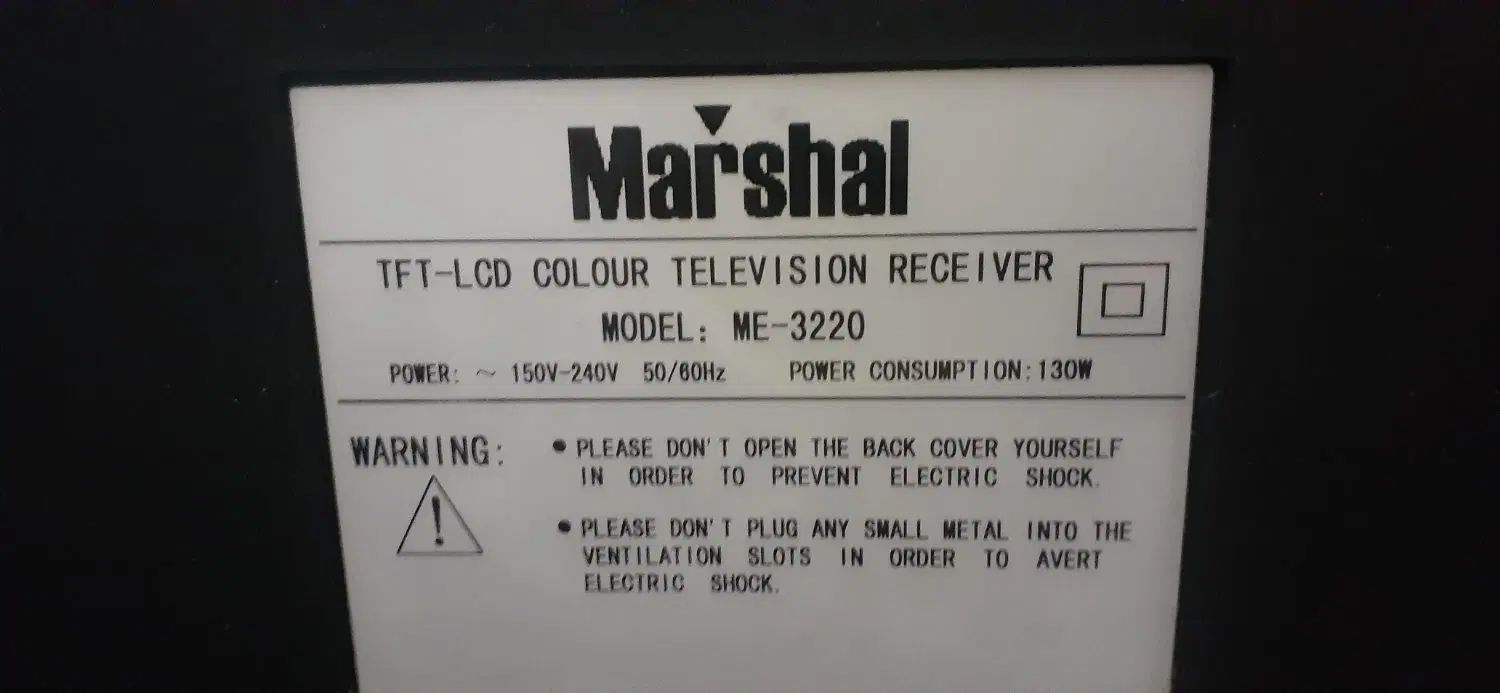 Marshal
TFT-LCD COLOUR TELEVISION RECEIVER
MODEL: ME-3220
POWER: ~ 150V-240V 50/60Hz POWER CONSUMPTION:130W
WARNING:
● PLEASE DON'T OPEN THE BACK COVER YOURSELF
IN ORDER TO PREVENT ELECTRIC SHOCK.
● PLEASE DON'T PLUG ANY SMALL METAL INTO THE
VENTILATION SLOTS IN ORDER TO AVERT
ELECTRIC SHOCK.